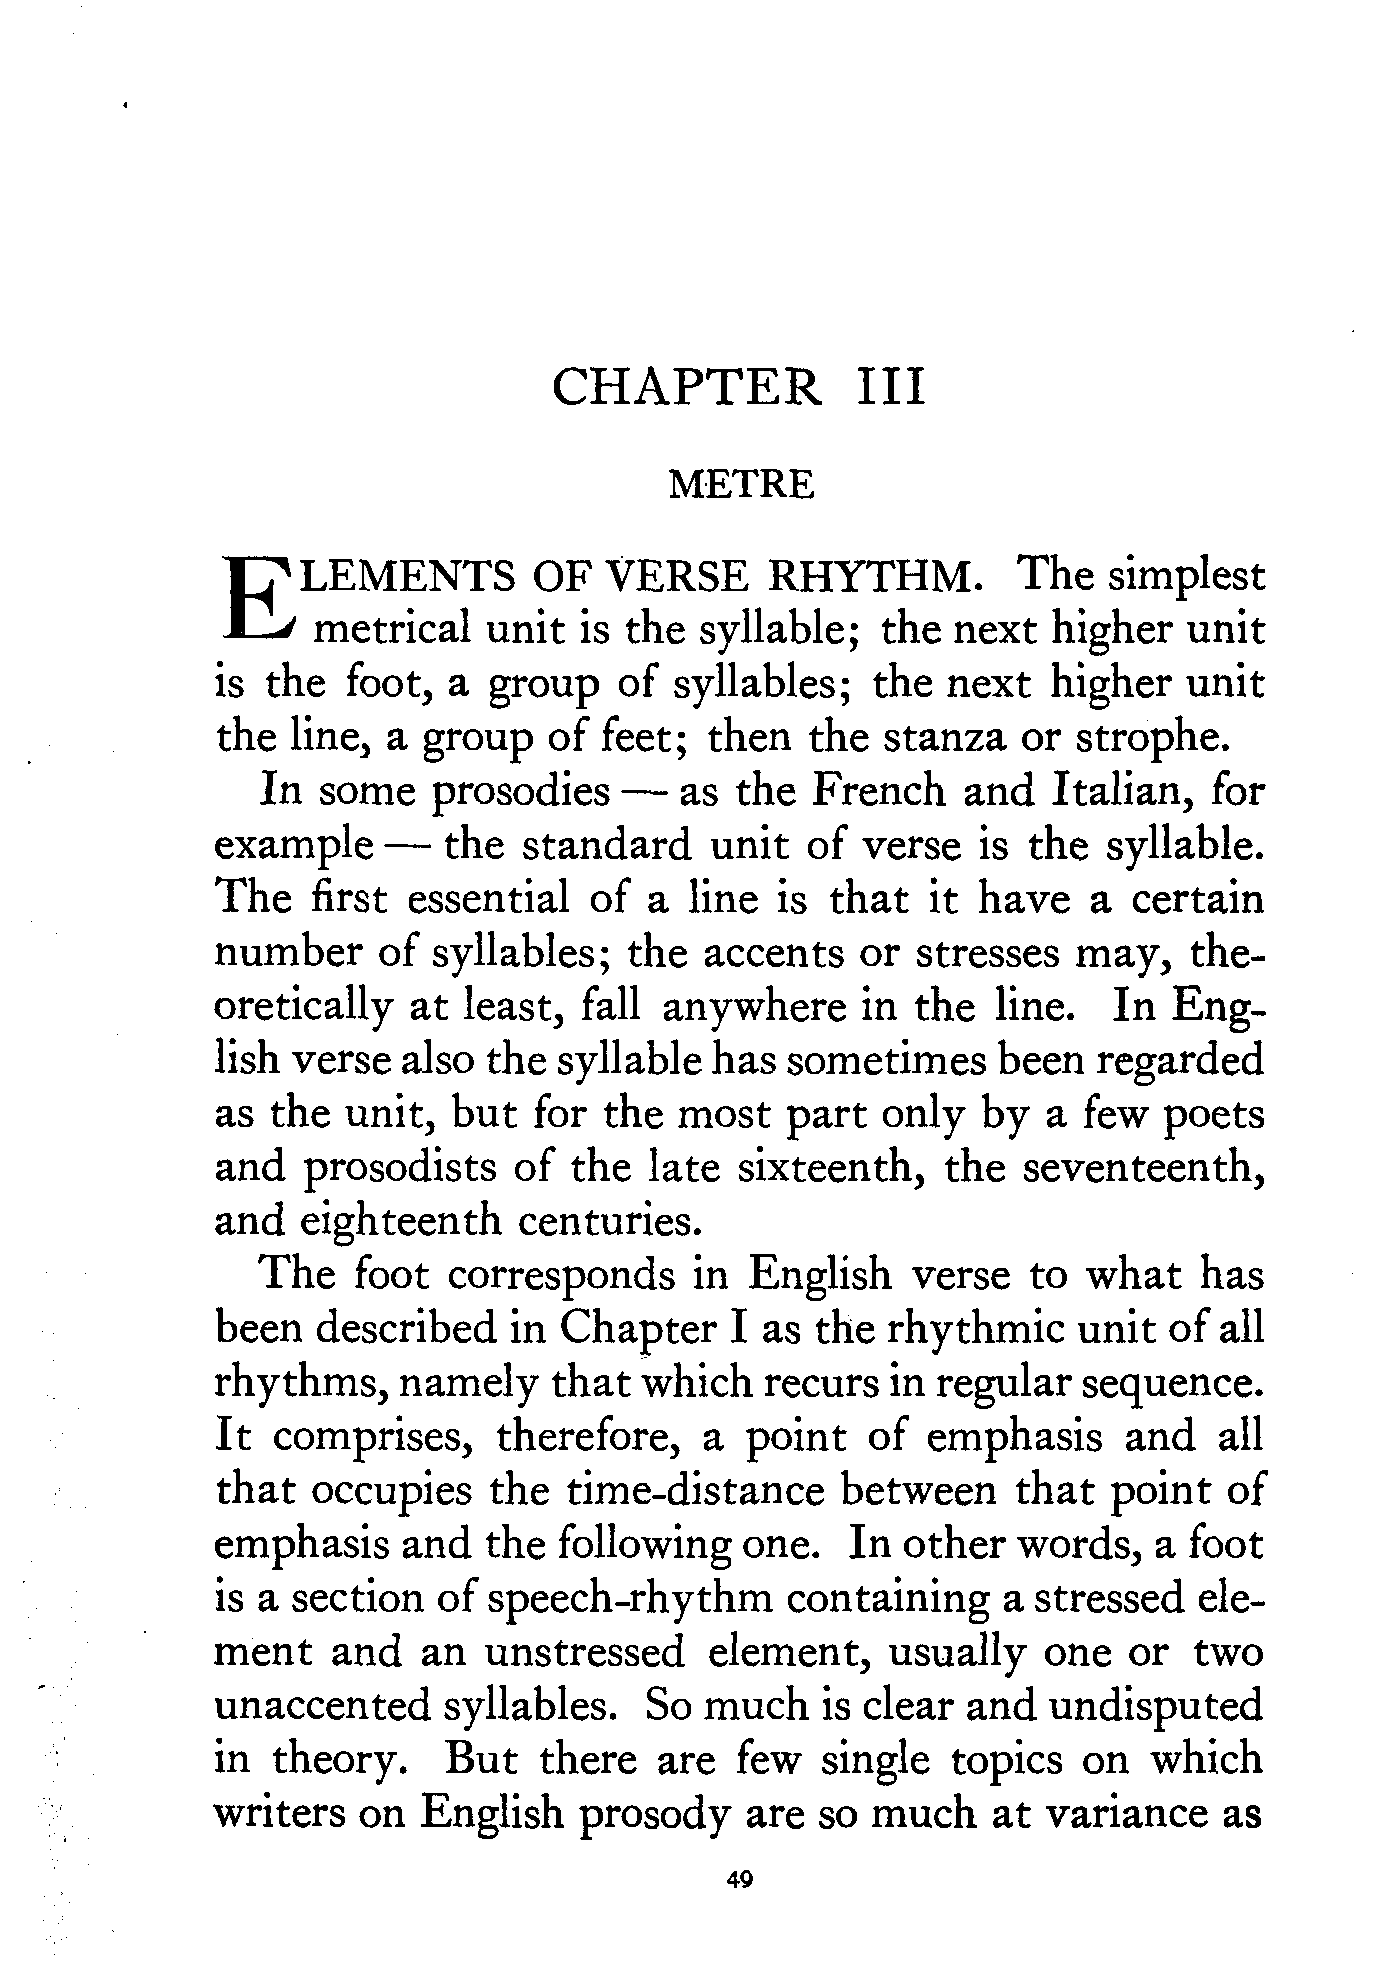 CHAPTER III
METRE
ELEMENTS OF VERSE RHYTHM. The simplest
metrical unit is the syllable; the next higher unit
is the foot, a group of syllables; the next higher unit
the line, a group of feet; then the stanza or strophe.
In some prosodies — as the French and Italian, for
example — the standard unit of verse is the syllable.
The first essential of a line is that it have a certain
number of syllables; the accents or stresses may, the-
oretically at least, fall anywhere in the line. In Eng-
lish verse also the syllable has sometimes been regarded
as the unit, but for the most part only by a few poets
and prosodists of the late sixteenth, the seventeenth,
and eighteenth centuries.
The foot corresponds in English verse to what has
been described in Chapter I as the rhythmic unit of all
rhythms, namely that which recurs in regular sequence.
It comprises, therefore, a point of emphasis and all
that occupies the time-distance between that point of
emphasis and the following one. In other words, a foot
is a section of speech-rhythm containing a stressed ele-
ment and an unstressed element, usually one or two
unaccented syllables. So much is clear and undisputed
in theory. But there are few single topics on which
writers on English prosody are so much at variance as
49